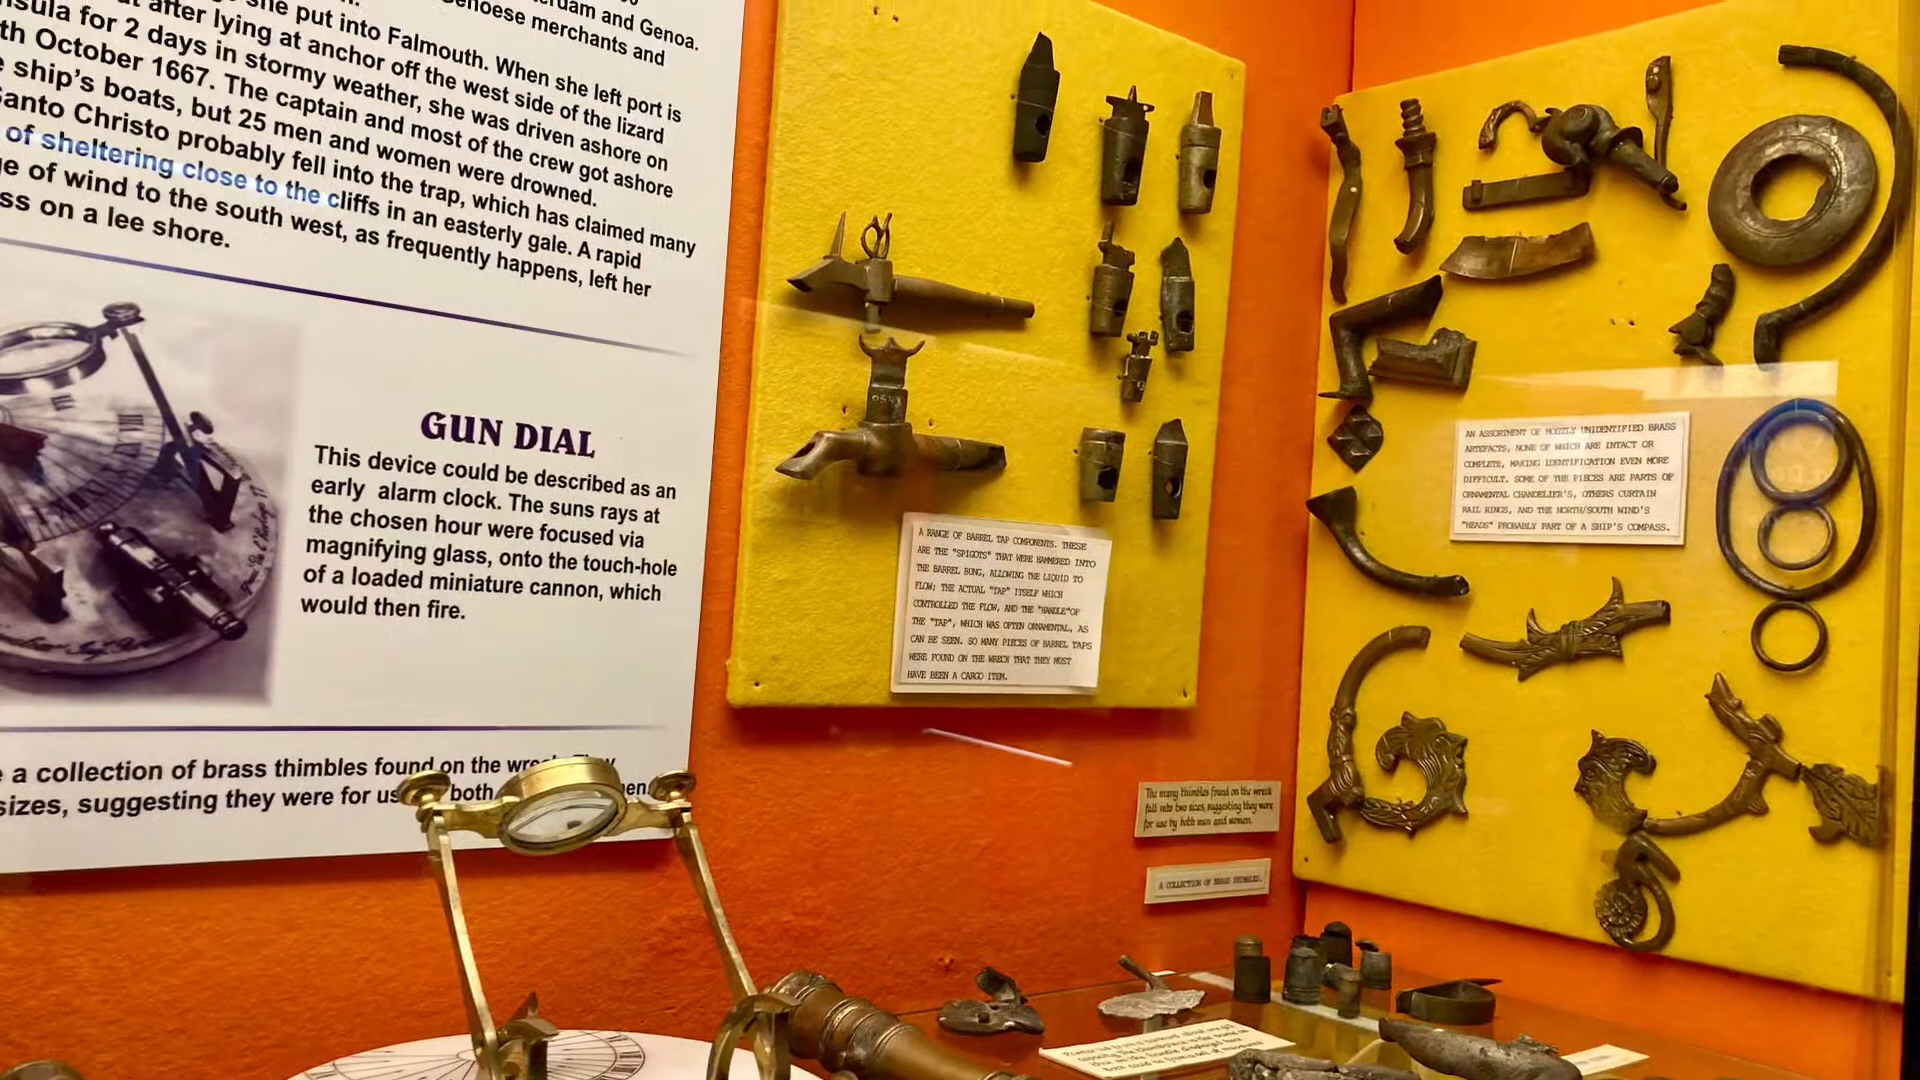 rdam and Genoa.
she put into Falmouth. When she left port is
enoese merchants and
nsula for 2 days in stormy weather, she was driven ashore on
after lying at anchor off the west side of the lizard
th October 1667. The captain and most of the crew got ashore
e ship's boats, but 25 men and women were drowned.
Santo Christo probably fell into the trap, which has claimed many
of sheltering close to the cliffs in an easterly gale. A rapid
ge of wind to the south west, as frequently happens, left her
ss on a lee shore.
GUN DIAL
This device could be described as an
early alarm clock. The suns rays at
the chosen hour were focused via
magnifying glass, onto the touch-hole
of a loaded miniature cannon, which
would then fire.
e a collection of brass thimbles found on the
sizes, suggesting they were for both
A RANGE OF BARREL TAP COMPONENTS. THESE
ARE THE "SPIGOTS" THAT WERE HAMMERED INTO
THE BARREL BUNG, ALLOWING THE LIQUID TO
FLOW; THE ACTUAL "TAP" ITSELF WHICH
CONTROLLED THE FLOW, AND THE "HANDLE"OF
THE "TAP", WHICH WAS OFTEN ORNAMENTAL, AS
CAN BE SEEN. SO MANY PIECES OF BARREL TAPS
WERE FOUND ON THE WRECK THAT THEY MUST
HAVE BEEN A CARGO ITEM.
AN ASSORTMENT OF MOSTLY UNIDENTIFIED BRASS
ARTEFACTS, NONE OF WHICH ARE INTACT OR
COMPLETE, MAKING IDENTIFICATION EVEN MORE
DIFFICULT. SOME OF THE PIECES ARE PARTS OF
ORNAMENTAL CHANDELIER'S, OTHERS CURTAIN
RAIL RINGS, AND THE NORTH/SOUTH WIND'S
"HEADS" PROBABLY PART OF A SHIP'S COMPASS.
The many thimbles found on the wreck
fall into two sizes, suggesting they were
for use by both men and women.
A COLLECTION OF BRASS THIMBLES.